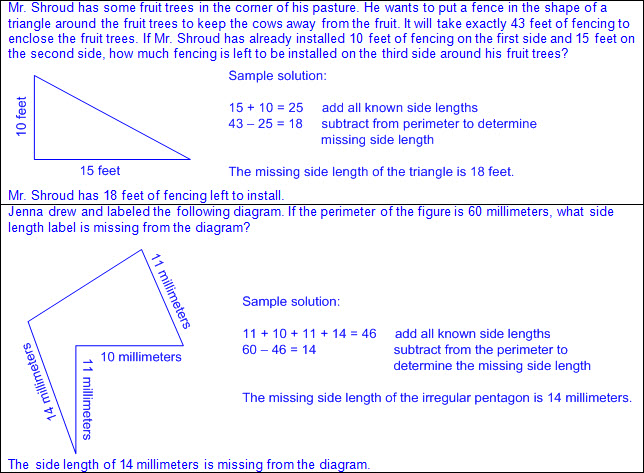 Mr. Shroud has some fruit trees in the corner of his pasture. He wants to put a fence in the shape of a
triangle around the fruit trees to keep the cows away from the fruit. It will take exactly 43 feet of fencing to
enclose the fruit trees. If Mr. Shroud has already installed 10 feet of fencing on the first side and 15 feet on
the second side, how much fencing is left to be installed on the third side around his fruit trees?
10 feet
15 feet
Sample solution:
15 + 10 = 25 add all known side lengths
43 – 25 = 18 subtract from perimeter to determine
missing side length
The missing side length of the triangle is 18 feet.
Mr. Shroud has 18 feet of fencing left to install.
Jenna drew and labeled the following diagram. If the perimeter of the figure is 60 millimeters, what side
length label is missing from the diagram?
11 millimeters
10 millimeters
11 millimeters
14 millimeters
Sample solution:
11 + 10 + 11 + 14 = 46 add all known side lengths
60 – 46 = 14 subtract from the perimeter to
determine the missing side length
The missing side length of the irregular pentagon is 14 millimeters.
The side length of 14 millimeters is missing from the diagram.